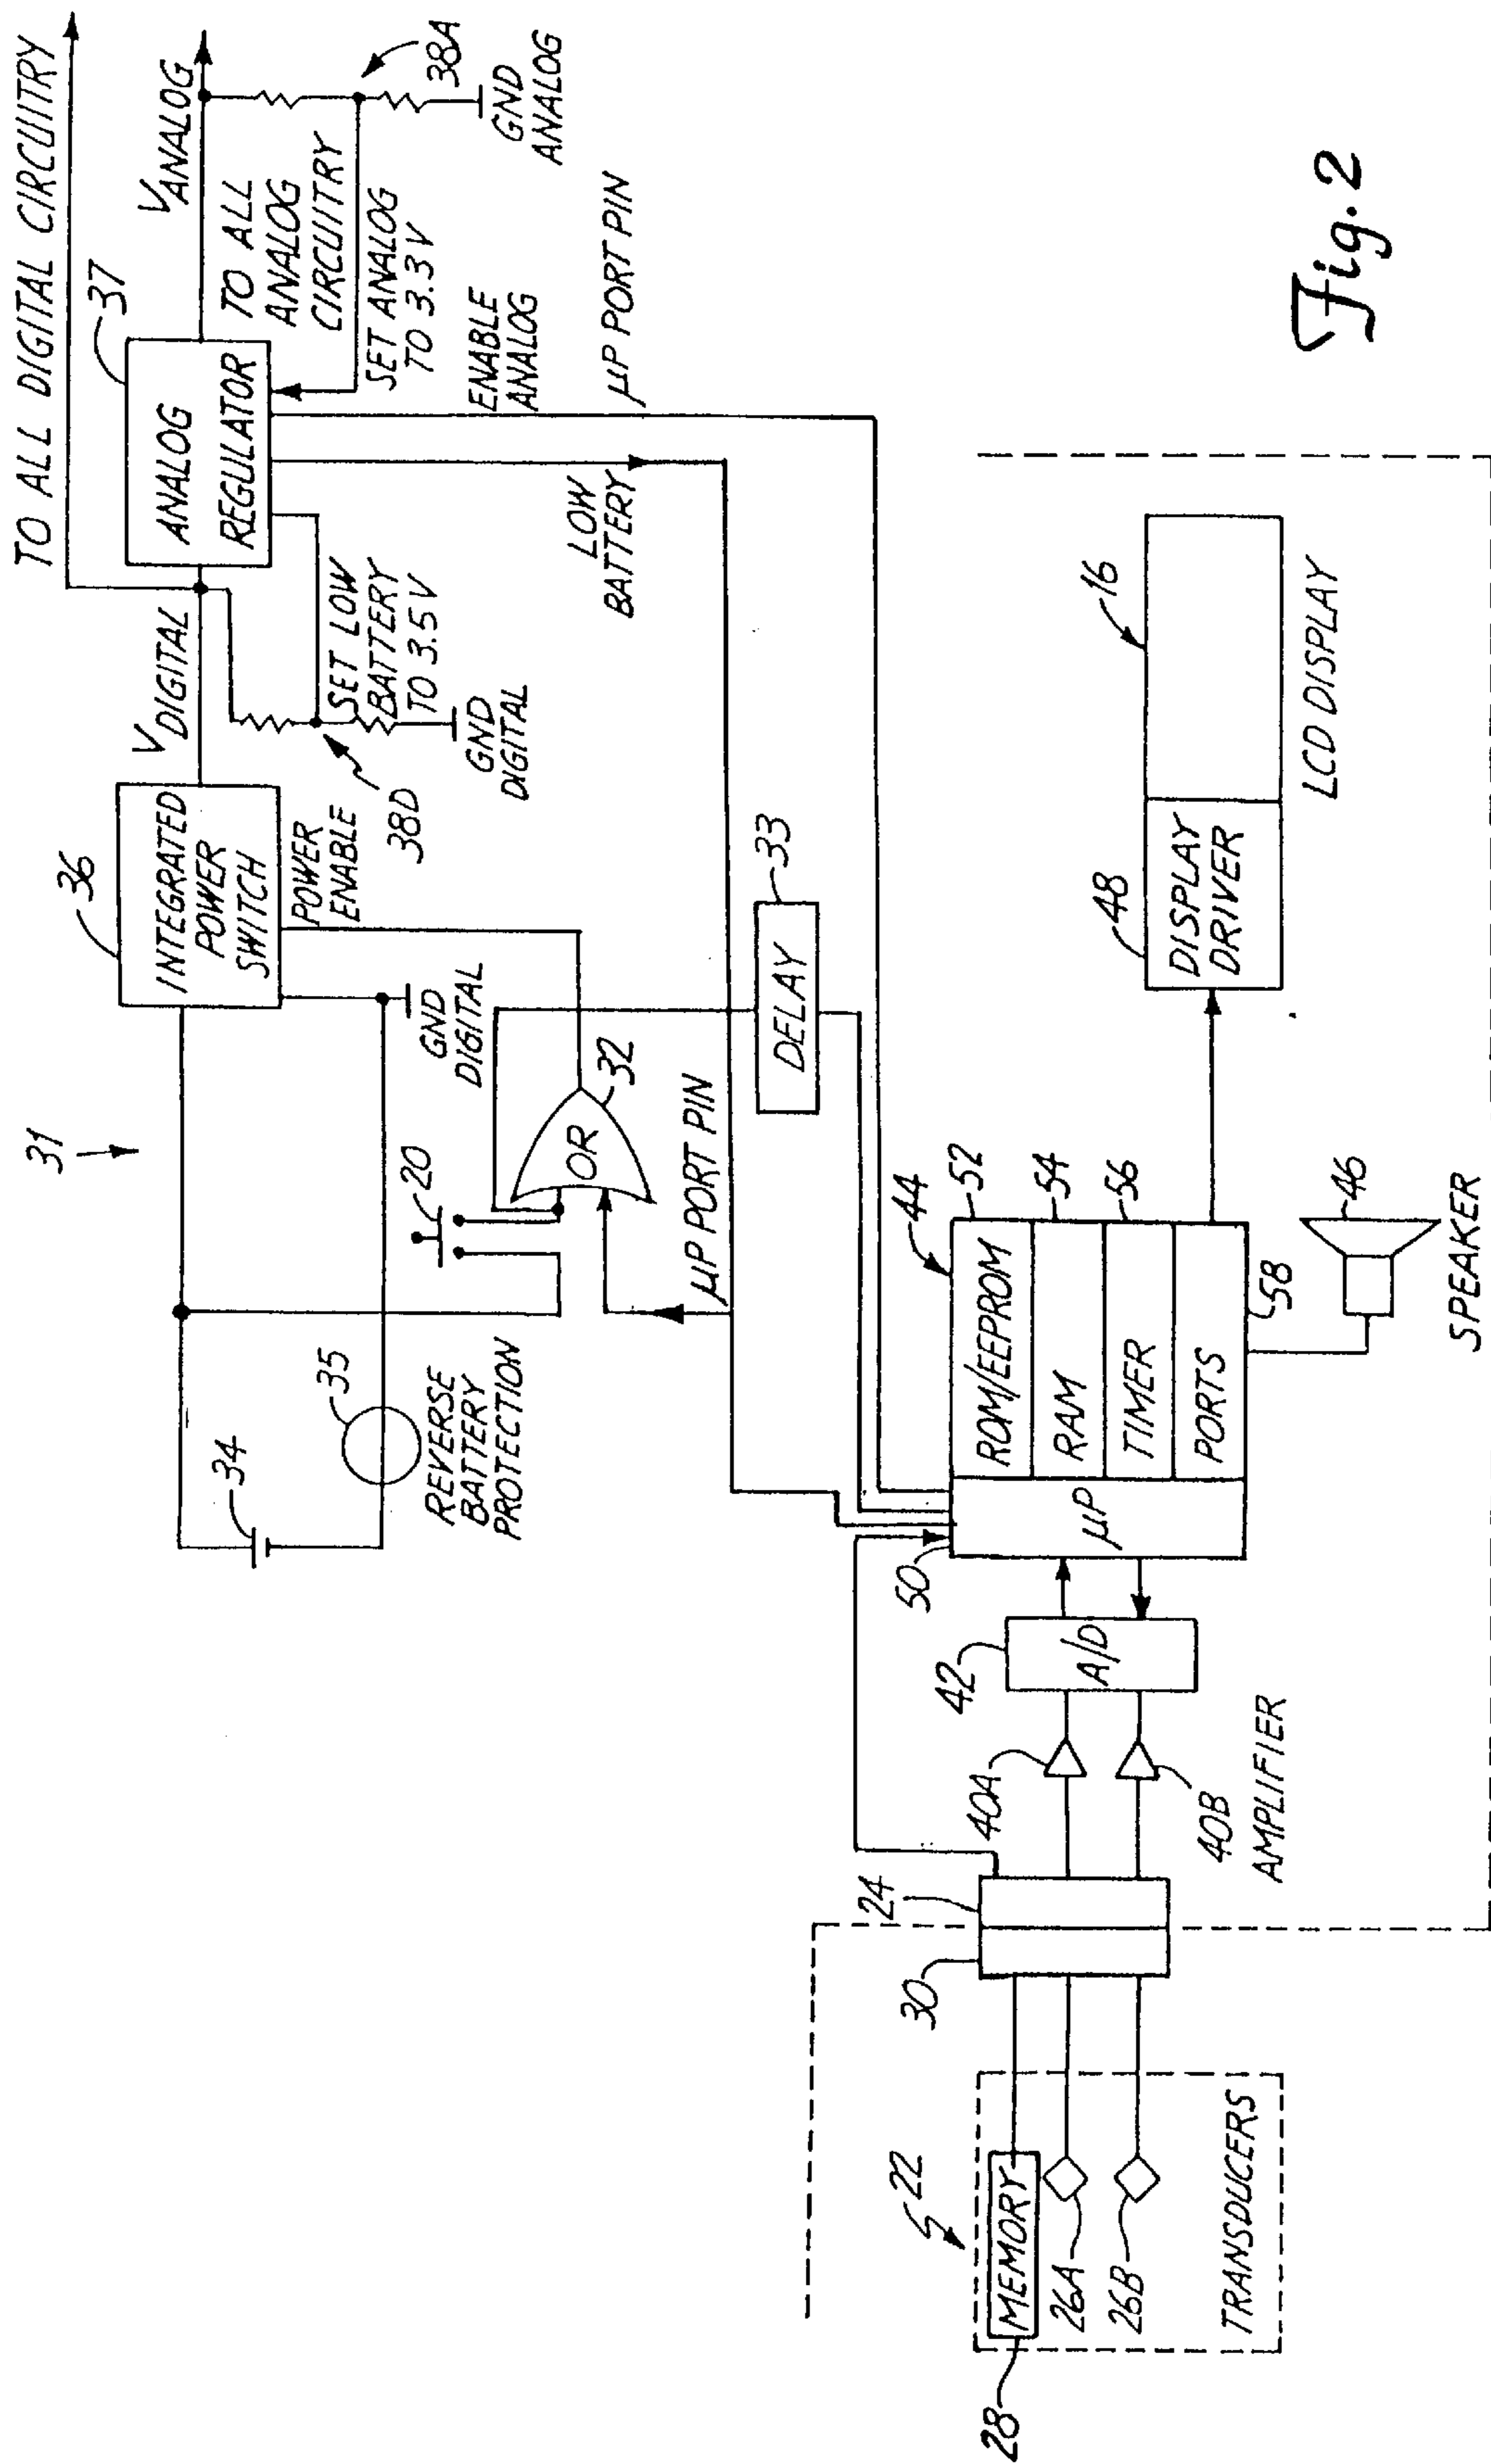 TO ALL DIGITAL CIRCUITRY
31
36
37
34
INTEGRATED
POWER
SWITCH
VDIGITAL
ANALOG
REGULATOR
VANALOG
TO ALL
ANALOG
CIRCUITRY
35
REVERSE
BATTERY
PROTECTION
20
GND
DIGITAL
POWER
ENABLE
38D
SET LOW
BATTERY
TO 3.5V
GND
DIGITAL
SET ANALOG
TO 3.3V
38A
GND
ANALOG
OR
32
ENABLE
ANALOG
LOW
BATTERY
µP PORT PIN
µP PORT PIN
DELAY
33
22
28
MEMORY
26A
26B
TRANSDUCERS
30
24
40A
40B
AMPLIFIER
42
A/D
50
µP
44
ROM/EEPROM
52
RAM
54
TIMER
56
PORTS
58
46
SPEAKER
48
DISPLAY
DRIVER
16
LCD DISPLAY
Fig. 2